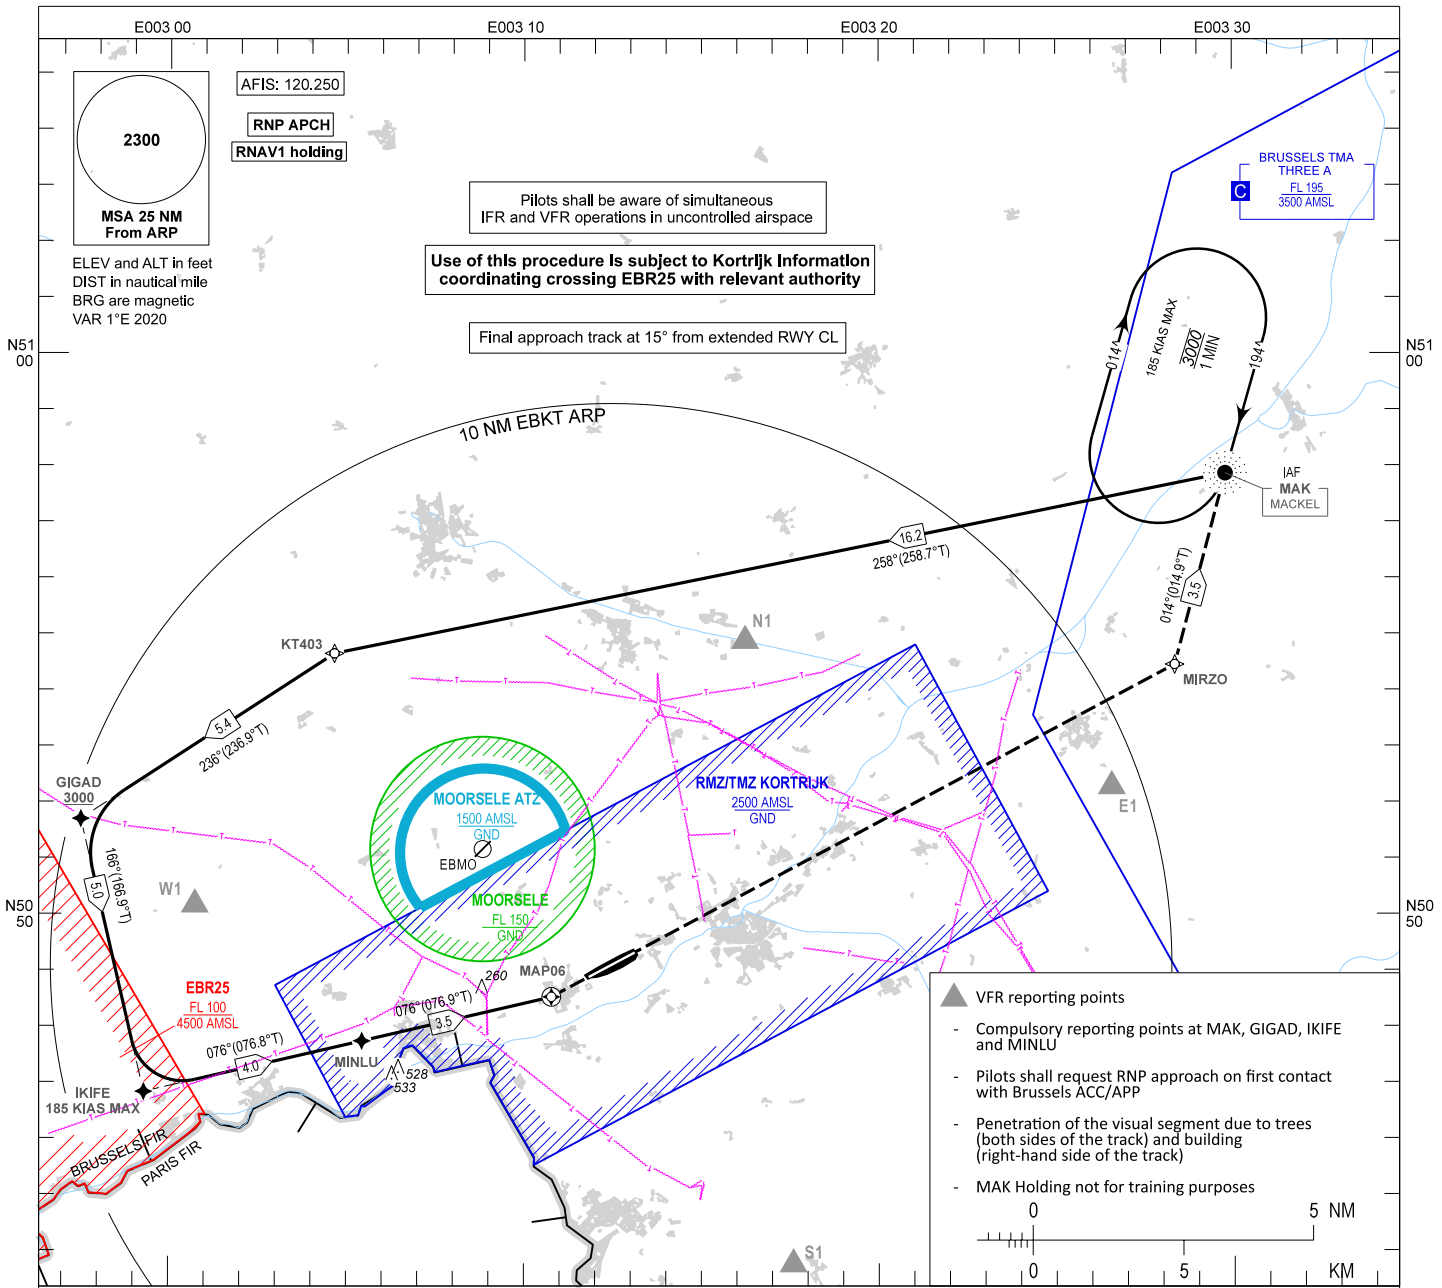 E003 00
E003 10
E003 20
E003 30
2300
MSA 25 NM
From ARP
AFIS: 120.250
RNP APCH
RNAV1 holding
ELEV and ALT in feet
DIST in nautical mile
BRG are magnetic
VAR 1°E 2020
Pilots shall be aware of simultaneous
IFR and VFR operations in uncontrolled airspace
Use of this procedure is subject to Kortrijk Information
coordinating crossing EBR25 with relevant authority
Final approach track at 15° from extended RWY CL
BRUSSELS TMA
THREE A
C
FL 195
3500 AMSL
N51
00
N51
00
185 KIAS MAX
3000
1 MIN
014°
194°
10 NM EBKT ARP
IAF
MAK
MACKEL
16.2
258°(258.7°T)
014°(014.9°T)
3.5
N1
KT403
MIRZO
5.4
236°(236.9°T)
GIGAD
3000
RMZ/TMZ KORTRIJK
2500 AMSL
GND
MOORSELE ATZ
1500 AMSL
GND
EBMO
E1
166°(166.9°T)
5.0
W1
MOORSELE
FL 150
GND
N50
50
N50
50
EBR25
FL 100
4500 AMSL
260
MAP06
076°(076.9°T)
3.5
076°(076.8°T)
4.0
MINLU
528
533
IKIFE
185 KIAS MAX
BRUSSELS FIR
PARIS FIR
S1
VFR reporting points
- Compulsory reporting points at MAK, GIGAD, IKIFE
and MINLU
- Pilots shall request RNP approach on first contact
with Brussels ACC/APP
- Penetration of the visual segment due to trees
(both sides of the track) and building
(right-hand side of the track)
- MAK Holding not for training purposes
0 5 NM
0 5 KM